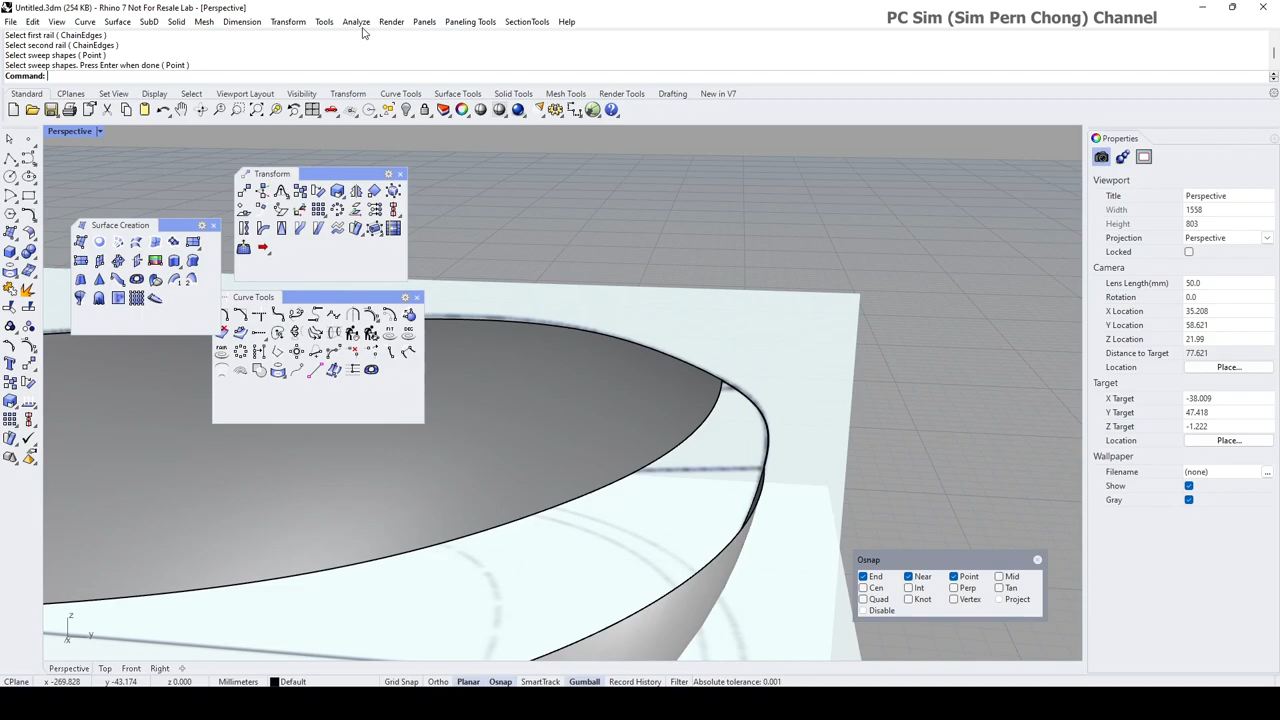 Untitled.3dm (254 KB) - Rhino 7 Not For Resale Lab - [Perspective]
File Edit View Curve Surface SubD Solid Mesh Dimension Transform Tools Analyze Render Panels Paneling Tools SectionTools Help
PC Sim (Sim Pern Chong) Channel
Select first rail ( ChainEdges )
Select second rail ( ChainEdges )
Select sweep shapes ( Point )
Select sweep shapes. Press Enter when done ( Point )
Command:
Standard CPlanes Set View Display Select Viewport Layout Visibility Transform Curve Tools Surface Tools Solid Tools Mesh Tools Render Tools Drafting New in V7
Perspective
Transform
Surface Creation
Curve Tools
Properties
Viewport
Title Perspective
Width 1558
Height 803
Projection Perspective
Locked
Camera
Lens Length(mm) 50.0
Rotation 0.0
X Location 35.208
Y Location 58.621
Z Location 21.99
Distance to Target 77.621
Location Place...
Target
X Target -38.009
Y Target 47.418
Z Target -1.222
Location Place...
Wallpaper
Filename (none) ...
Show
Gray
Osnap
End Near Point Mid
Cen Int Perp Tan
Quad Knot Vertex Project
Disable
z
y
x
Perspective Top Front Right
CPlane x -269.828 y -43.174 z 0.000 Millimeters Default Grid Snap Ortho Planar Osnap SmartTrack Gumball Record History Filter Absolute tolerance: 0.001